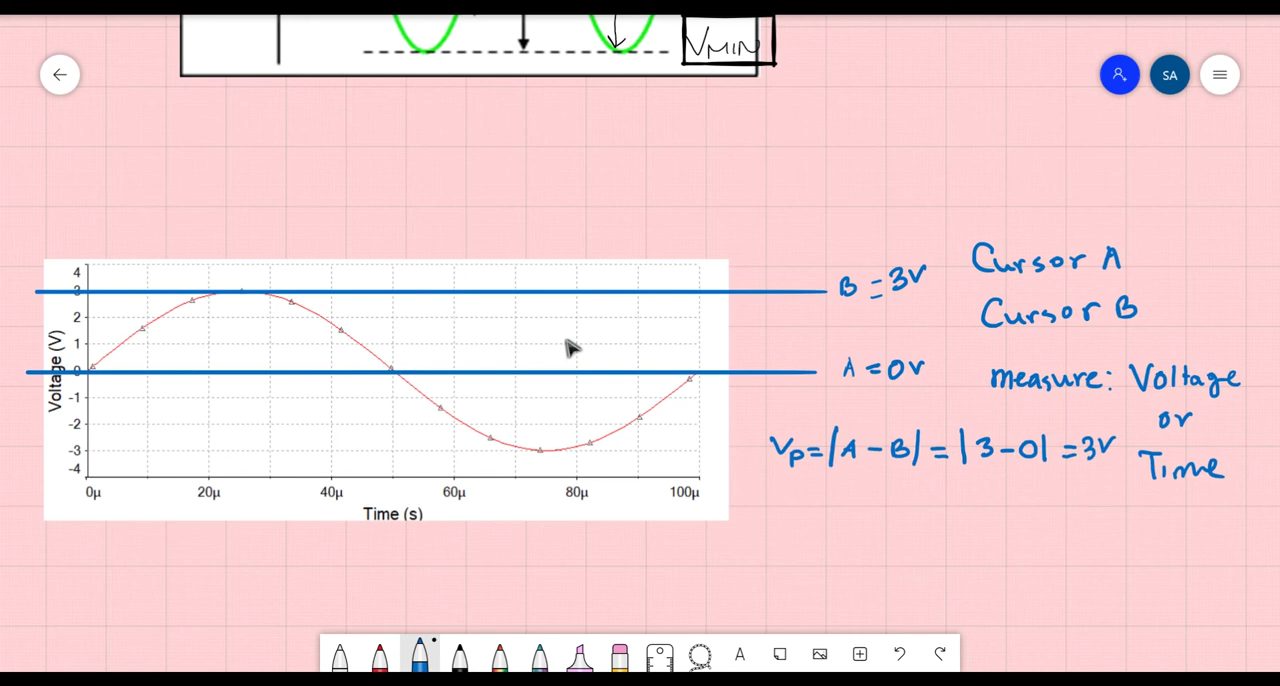 VMIN
SA
B = 3V
Cursor A
Cursor B
A = 0V
measure: Voltage
or
Time
Vp = |A - B| = |3 - 0| = 3V
4
3
2
1
0
-1
-2
-3
-4
Voltage (V)
0µ 20µ 40µ 60µ 80µ 100µ
Time (s)
A